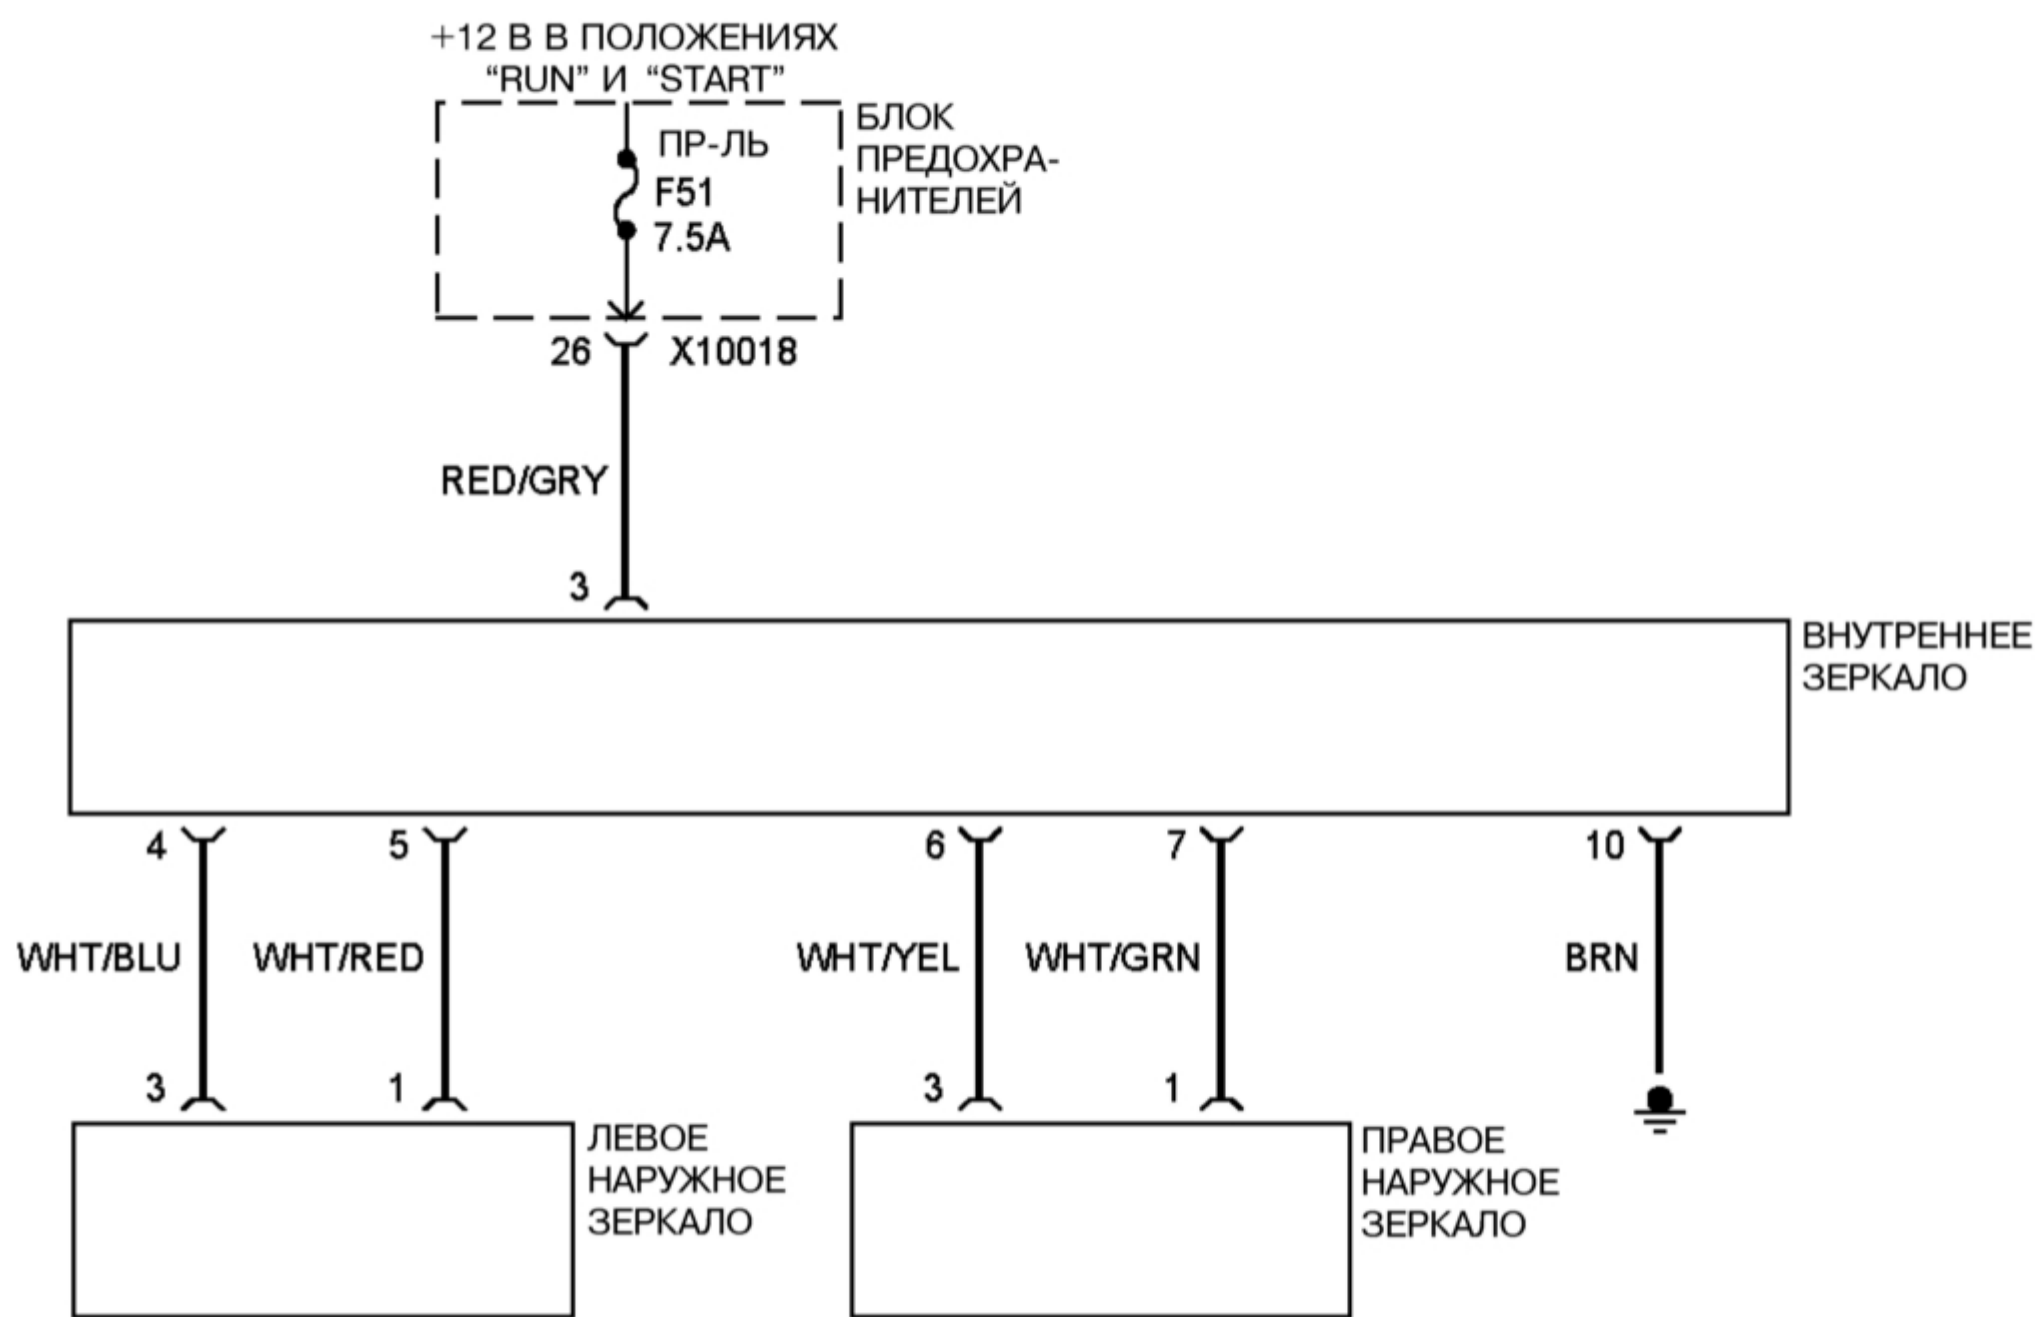 +12 В В ПОЛОЖЕНИЯХ
“RUN” И “START”
БЛОК
ПРЕДОХРА-
НИТЕЛЕЙ
ПР-ЛЬ
F51
7.5A
26
X10018
RED/GRY
3
ВНУТРЕННЕЕ
ЗЕРКАЛО
4
5
6
7
10
WHT/BLU
WHT/RED
WHT/YEL
WHT/GRN
BRN
3
1
3
1
ЛЕВОЕ
НАРУЖНОЕ
ЗЕРКАЛО
ПРАВОЕ
НАРУЖНОЕ
ЗЕРКАЛО